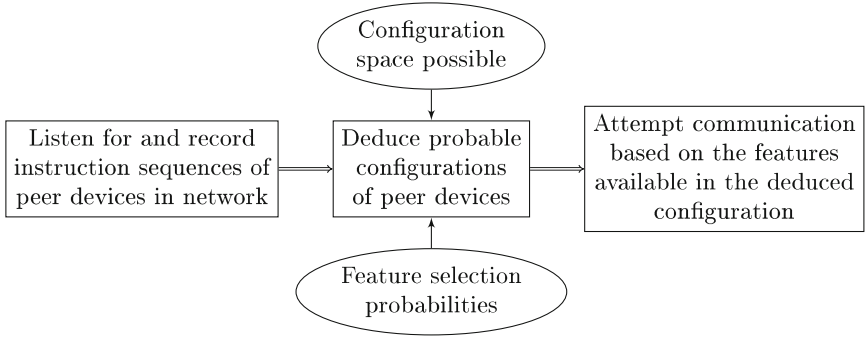 Configuration
space possible
Listen for and record
instruction sequences of
peer devices in network
Deduce probable
configurations
of peer devices
Attempt communication
based on the features
available in the deduced
configuration
Feature selection
probabilities